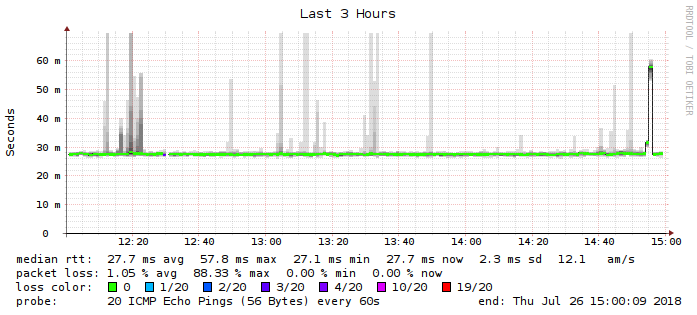 Last 3 Hours
RRDTOOL / TOBI OETIKER
Seconds
60 m
50 m
40 m
30 m
20 m
10 m
0
12:20 12:40 13:00 13:20 13:40 14:00 14:20 14:40 15:00
median rtt: 27.7 ms avg 57.8 ms max 27.1 ms min 27.7 ms now 2.3 ms sd 12.1 am/s
packet loss: 1.05 % avg 88.33 % max 0.00 % min 0.00 % now
loss color: 0 1/20 2/20 3/20 4/20 10/20 19/20
probe: 20 ICMP Echo Pings (56 Bytes) every 60s end: Thu Jul 26 15:00:09 2018